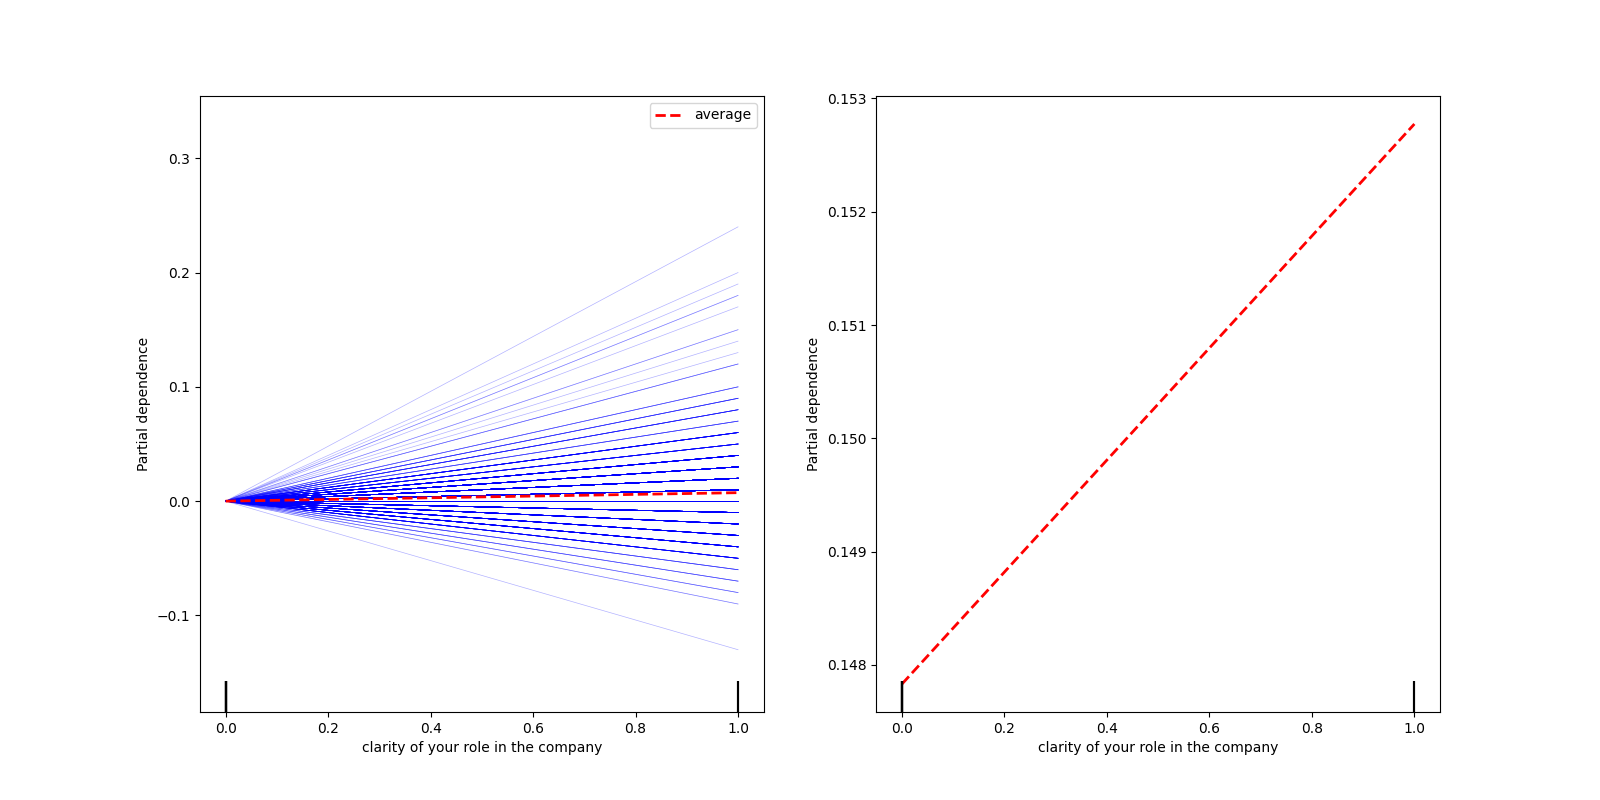 average
0.3
0.2
0.1
0.0
−0.1
Partial dependence
0.0 0.2 0.4 0.6 0.8 1.0
clarity of your role in the company
0.153
0.152
0.151
0.150
0.149
0.148
Partial dependence
0.0 0.2 0.4 0.6 0.8 1.0
clarity of your role in the company